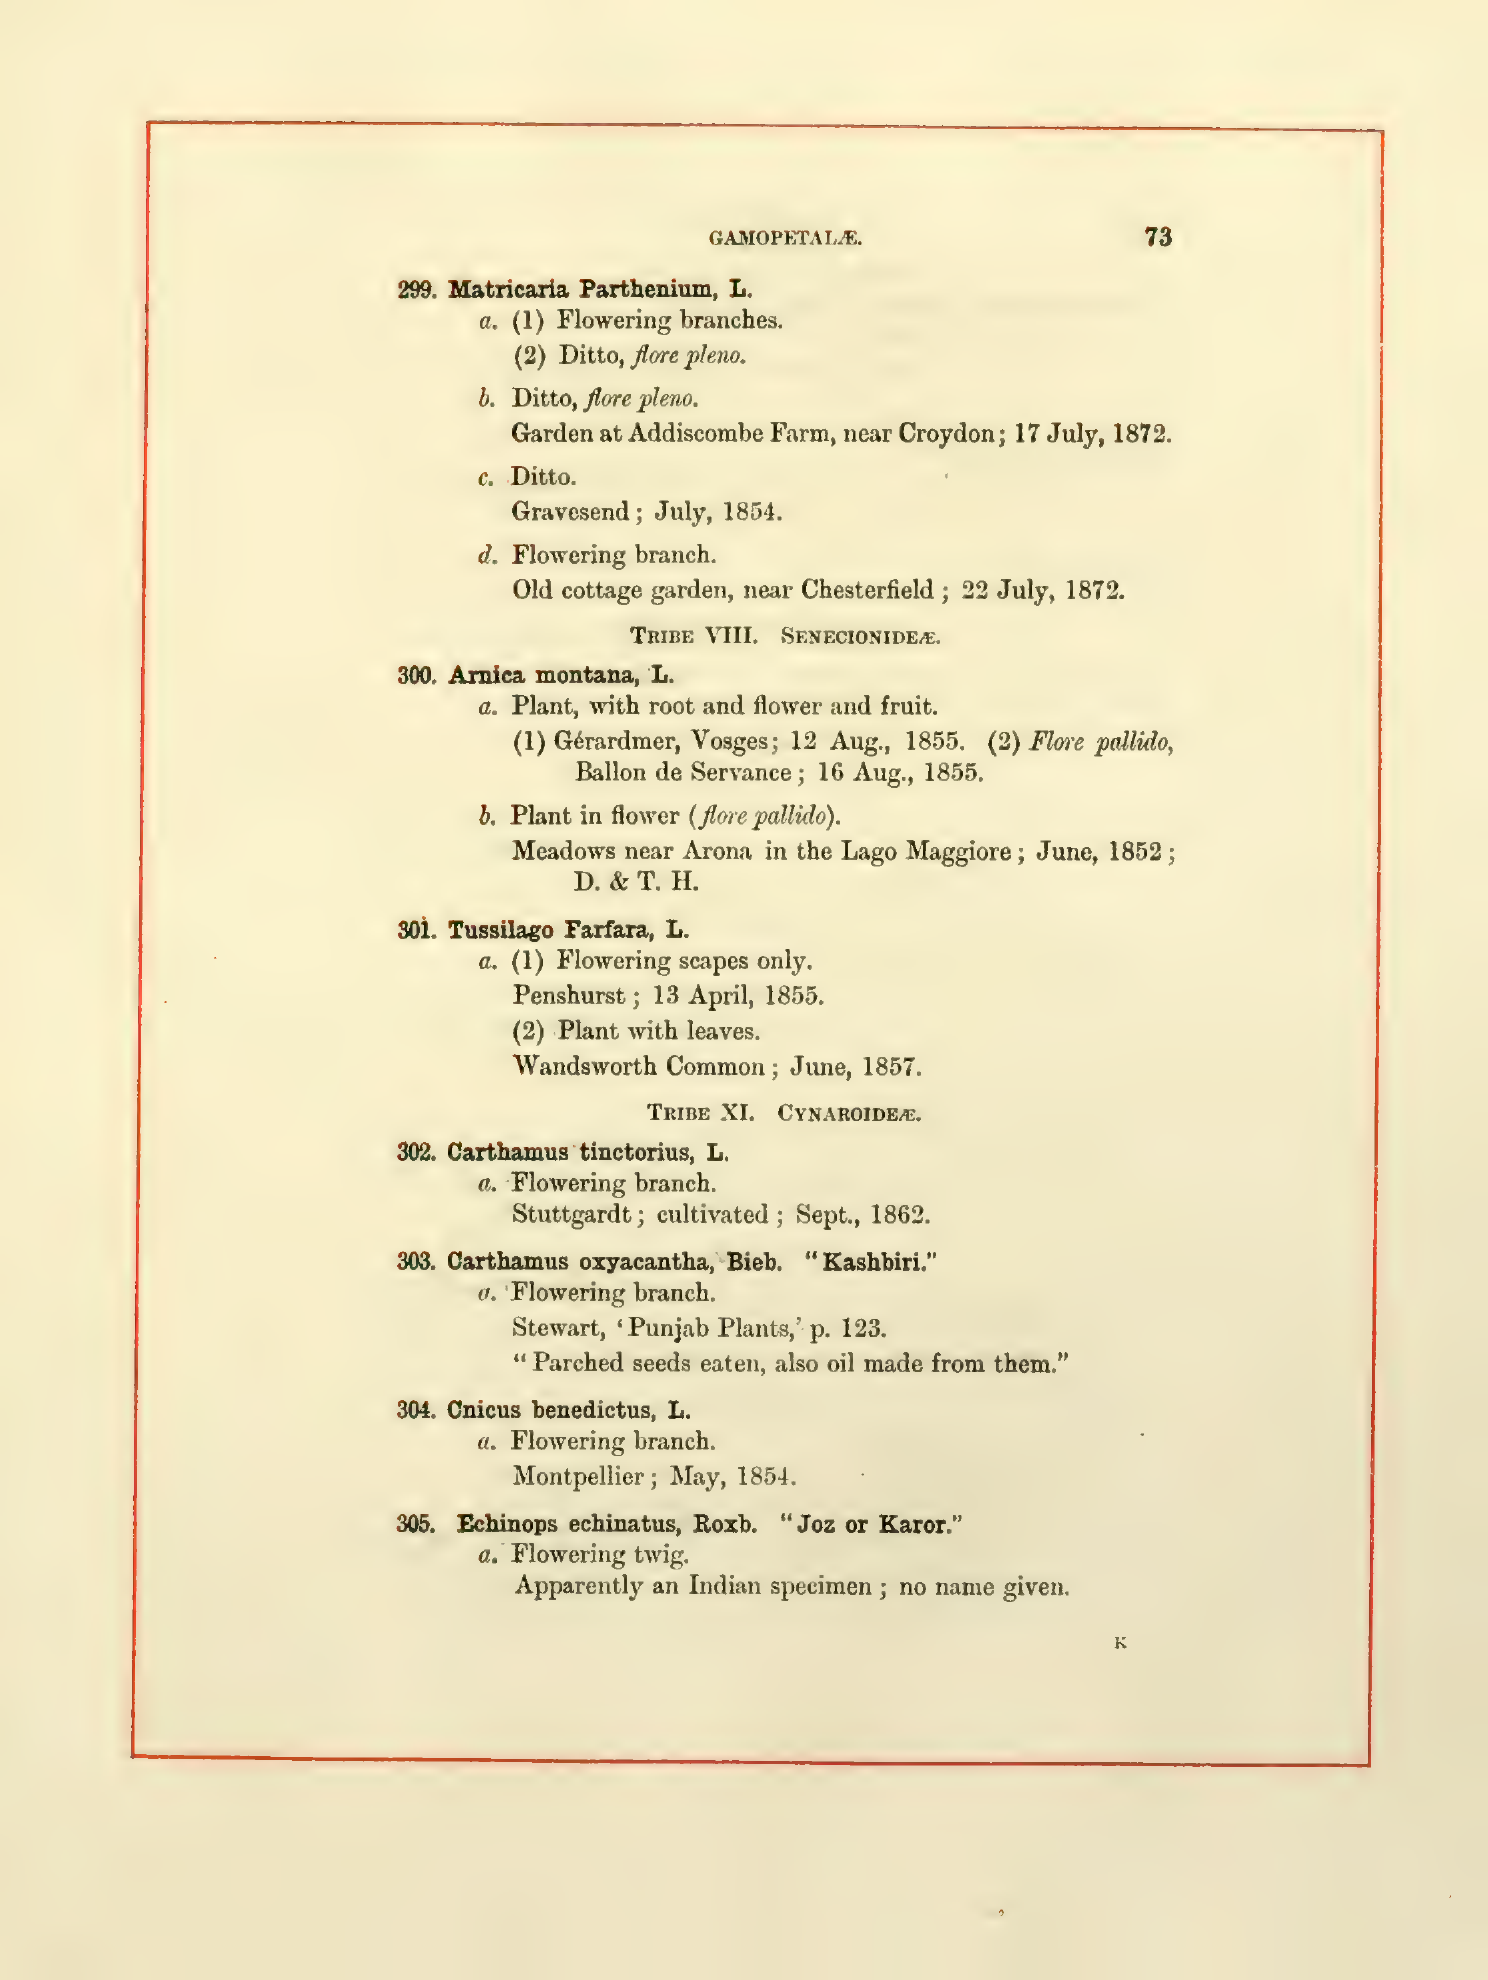 GAMOPETALÆ. 73
299. Matricaria Parthenium, L.
a. (1) Flowering branches.
(2) Ditto, flore pleno.
b. Ditto, flore pleno.
Garden at Addiscombe Farm, near Croydon; 17 July, 1872.
c. Ditto.
Gravesend; July, 1854.
d. Flowering branch.
Old cottage garden, near Chesterfield; 22 July, 1872.
TRIBE VIII. SENECIONIDEÆ.
300. Arnica montana, L.
a. Plant, with root and flower and fruit.
(1) Gérardmer, Vosges; 12 Aug., 1855. (2) Flore pallido,
Ballon de Servance; 16 Aug., 1855.
b. Plant in flower (flore pallido).
Meadows near Arona in the Lago Maggiore; June, 1852;
D. & T. H.
301. Tussilago Farfara, L.
a. (1) Flowering scapes only.
Penshurst; 13 April, 1855.
(2) Plant with leaves.
Wandsworth Common; June, 1857.
TRIBE XI. CYNAROIDEÆ.
302. Carthamus tinctorius, L.
a. Flowering branch.
Stuttgardt; cultivated; Sept., 1862.
303. Carthamus oxyacantha, Bieb. "Kashbiri."
a. Flowering branch.
Stewart, 'Punjab Plants,' p. 123.
"Parched seeds eaten, also oil made from them."
304. Cnicus benedictus, L.
a. Flowering branch.
Montpellier; May, 1854.
305. Echinops echinatus, Roxb. "Joz or Karor."
a. Flowering twig.
Apparently an Indian specimen; no name given.
K